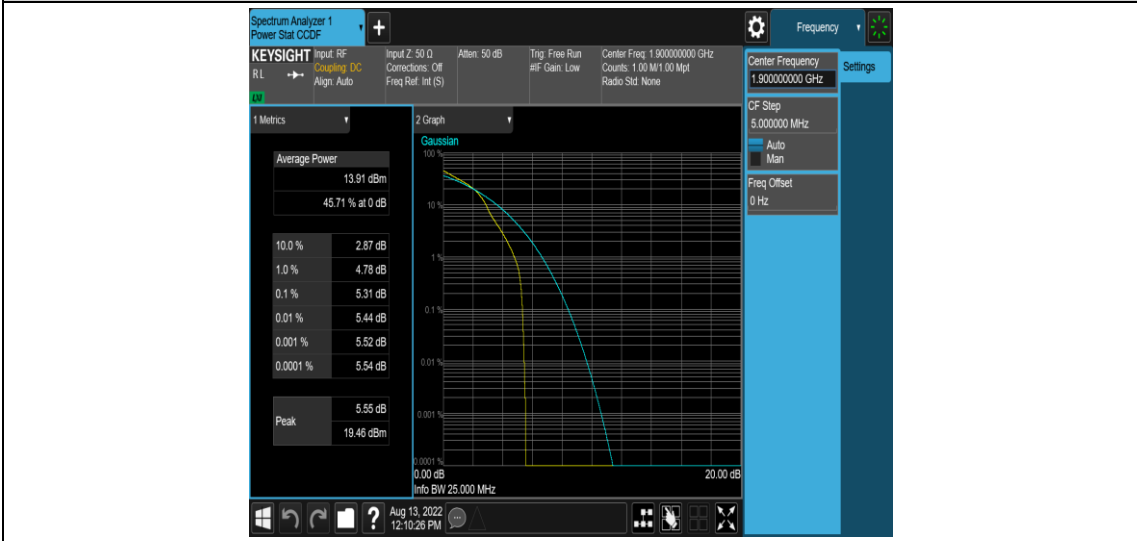 Spectrum Analyzer 1
Power Stat CCDF
+
Frequency
KEYSIGHT
RL
LXI
Input: RF
Coupling: DC
Align: Auto
Input Z: 50 Ω
Corrections: Off
Freq Ref: Int (S)
Atten: 50 dB
Trig: Free Run
#IF Gain: Low
Center Freq: 1.900000000 GHz
Counts: 1.00 M/1.00 Mpt
Radio Std: None
Center Frequency
1.900000000 GHz
Settings
CF Step
5.000000 MHz
Auto
Man
Freq Offset
0 Hz
1 Metrics
Average Power
13.91 dBm
45.71 % at 0 dB
10.0 % 2.87 dB
1.0 % 4.78 dB
0.1 % 5.31 dB
0.01 % 5.44 dB
0.001 % 5.52 dB
0.0001 % 5.54 dB
Peak
5.55 dB
19.46 dBm
2 Graph
Gaussian
100 %
10 %
1 %
0.1 %
0.01 %
0.001 %
0.0001 %
0.00 dB 20.00 dB
Info BW 25.000 MHz
?
Aug 13, 2022
12:10:26 PM